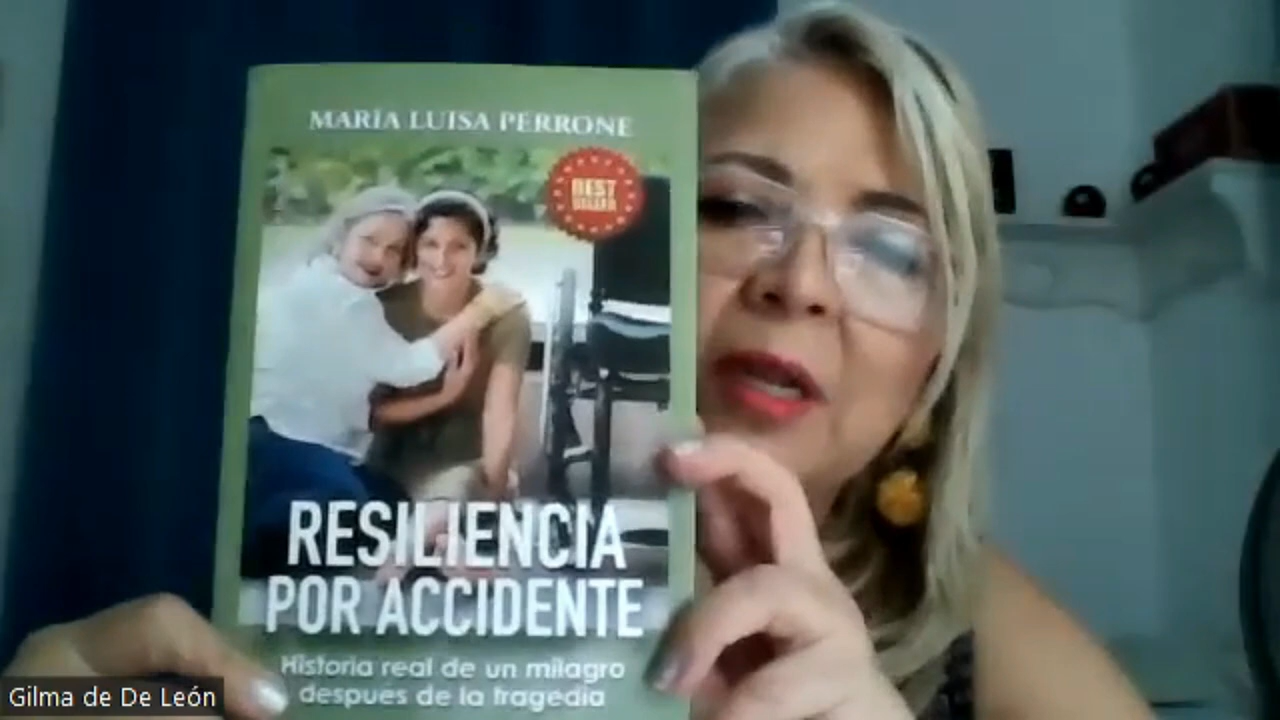 MARÍA LUISA PERRONE
BEST
SELLER
RESILIENCIA
POR ACCIDENTE
Historia real de un milagro
despues de la tragedia
Gilma de De León